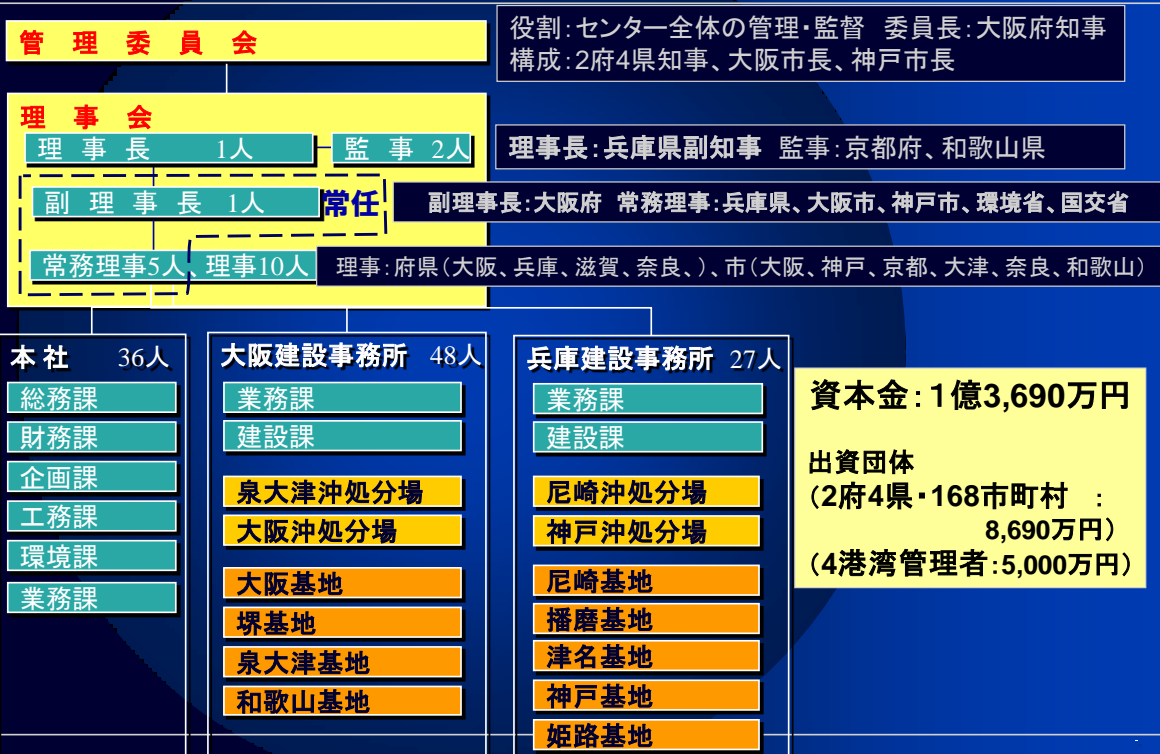 管 理 委 員 会
役割：センター全体の管理・監督 委員長：大阪府知事
構成：2府4県知事、大阪市長、神戸市長
理 事 会
理 事 長 1人
監 事 2人
理事長：兵庫県副知事 監事：京都府、和歌山県
副 理 事 長 1人
常任
副理事長：大阪府 常務理事：兵庫県、大阪市、神戸市、環境省、国交省
常務理事5人、理事10人
理事：府県（大阪、兵庫、滋賀、奈良、）、市（大阪、神戸、京都、大津、奈良、和歌山）
本 社 36人
総務課
財務課
企画課
工務課
環境課
業務課
大阪建設事務所 48人
業務課
建設課
泉大津沖処分場
大阪沖処分場
大阪基地
堺基地
泉大津基地
和歌山基地
兵庫建設事務所 27人
業務課
建設課
尼崎沖処分場
神戸沖処分場
尼崎基地
播磨基地
津名基地
神戸基地
姫路基地
資本金：1億3,690万円
出資団体
（2府4県・168市町村 ：
8,690万円）
（4港湾管理者：5,000万円）